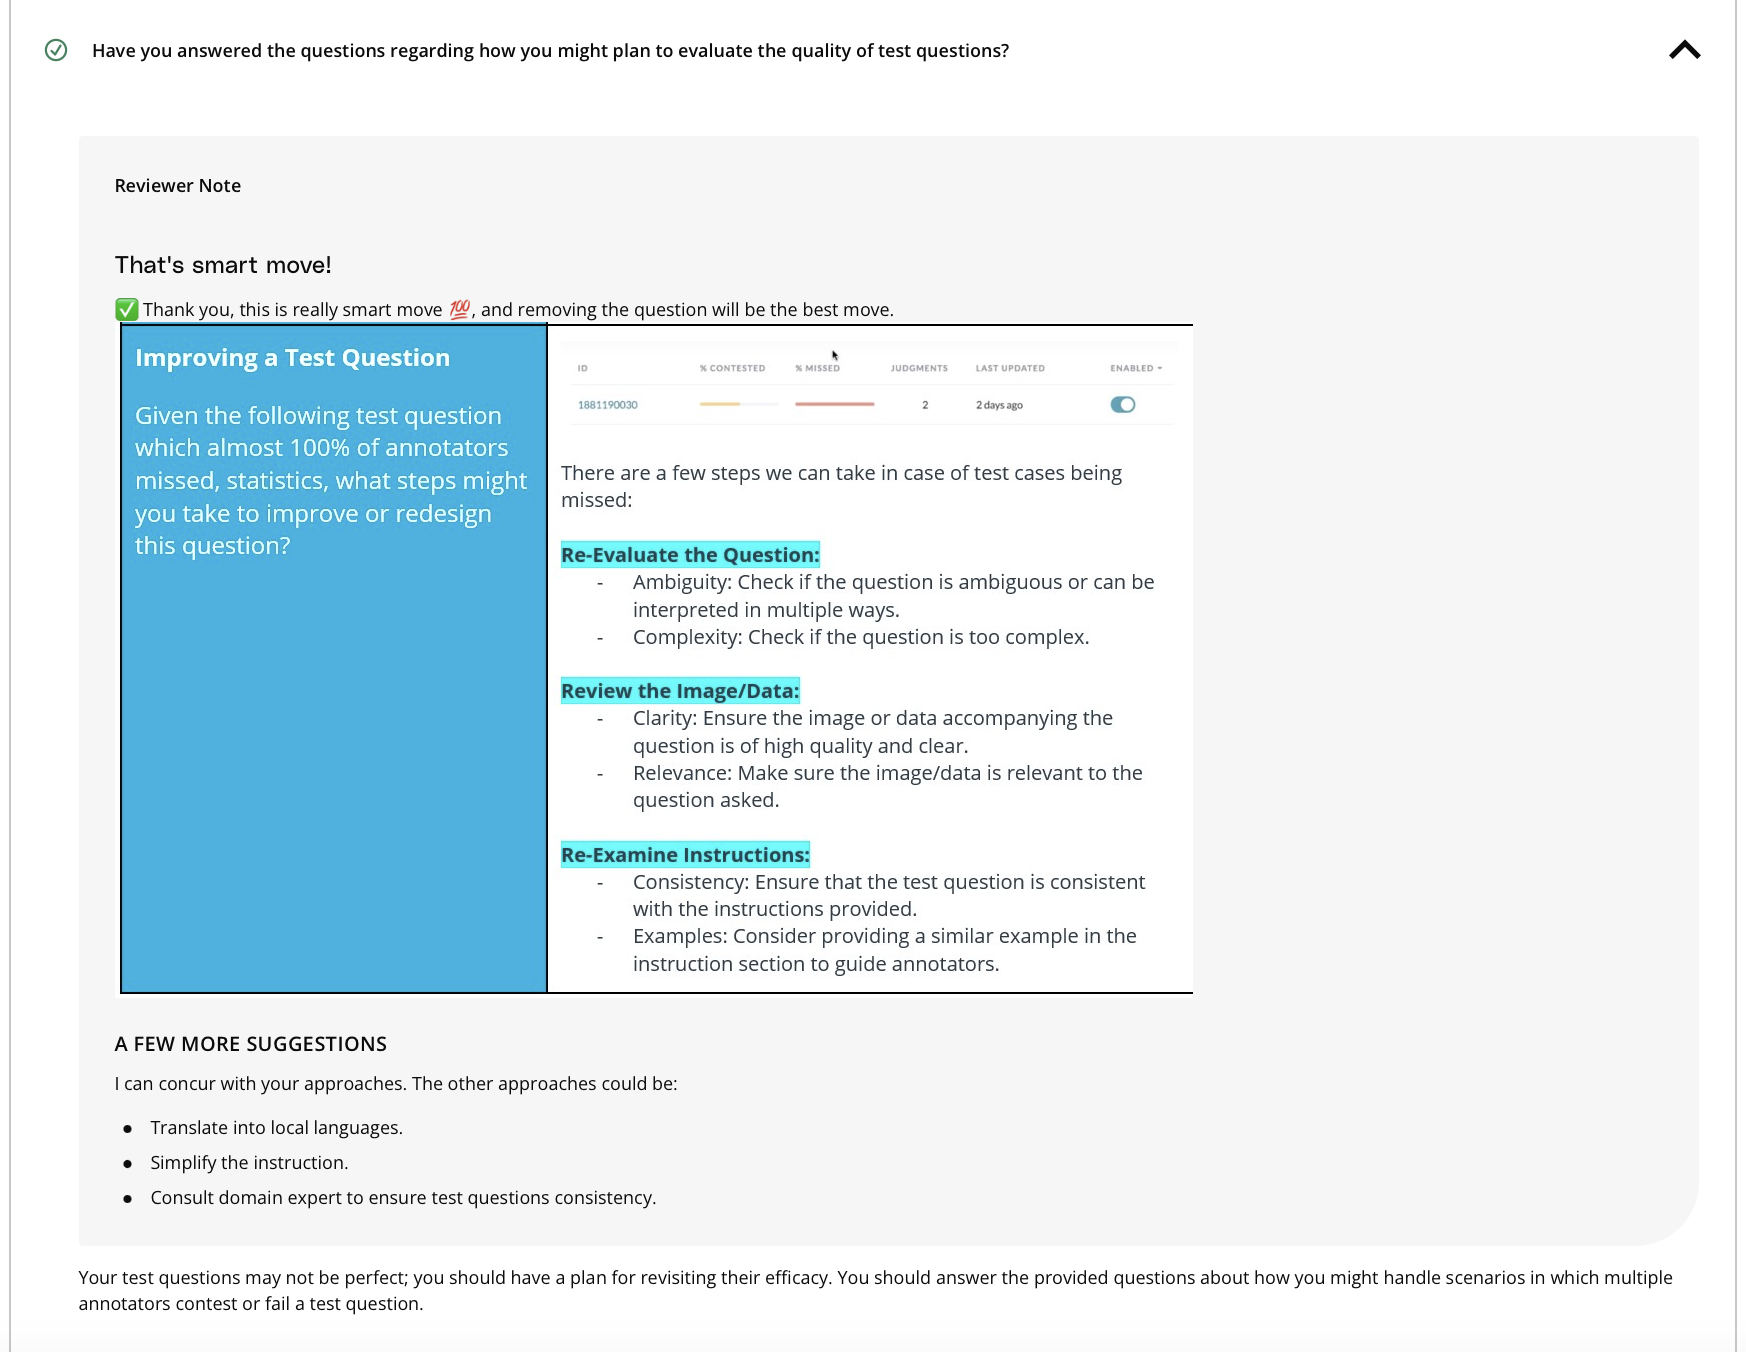 Have you answered the questions regarding how you might plan to evaluate the quality of test questions?
Reviewer Note
That's smart move!
✅ Thank you, this is really smart move 💯, and removing the question will be the best move.
Improving a Test Question
Given the following test question
which almost 100% of annotators
missed, statistics, what steps might
you take to improve or redesign
this question?
ID % CONTESTED % MISSED JUDGMENTS LAST UPDATED ENABLED
1881190030 2 2 days ago
There are a few steps we can take in case of test cases being
missed:
Re-Evaluate the Question:
- Ambiguity: Check if the question is ambiguous or can be
interpreted in multiple ways.
- Complexity: Check if the question is too complex.
Review the Image/Data:
- Clarity: Ensure the image or data accompanying the
question is of high quality and clear.
- Relevance: Make sure the image/data is relevant to the
question asked.
Re-Examine Instructions:
- Consistency: Ensure that the test question is consistent
with the instructions provided.
- Examples: Consider providing a similar example in the
instruction section to guide annotators.
A FEW MORE SUGGESTIONS
I can concur with your approaches. The other approaches could be:
● Translate into local languages.
● Simplify the instruction.
● Consult domain expert to ensure test questions consistency.
Your test questions may not be perfect; you should have a plan for revisiting their efficacy. You should answer the provided questions about how you might handle scenarios in which multiple
annotators contest or fail a test question.